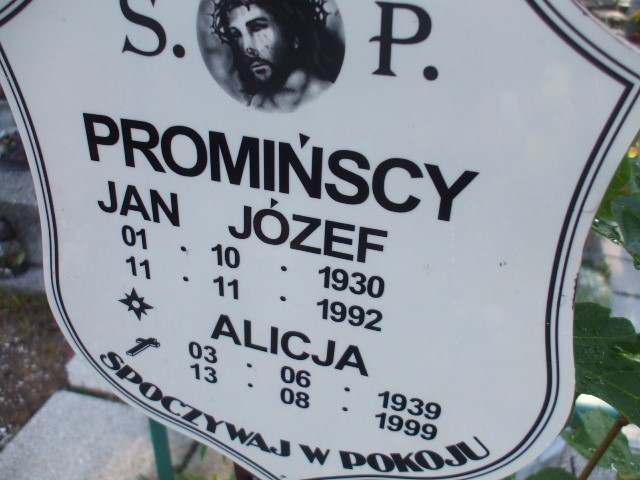 S. P.
PROMIŃSCY
JAN JÓZEF
01 . 10 . 1930
11 . 11 . 1992
ALICJA
03 . 06 . 1939
13 . 08 . 1999
SPOCZYWAJ W POKOJU